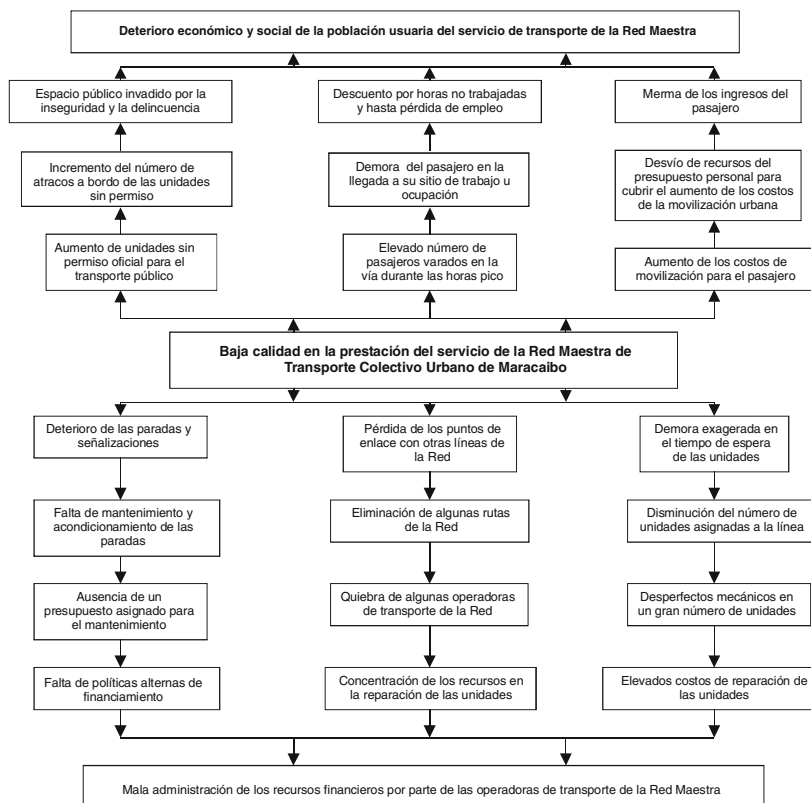 Deterioro económico y social de la población usuaria del servicio de transporte de la Red Maestra
Espacio público invadido por la
inseguridad y la delincuencia
Descuento por horas no trabajadas
y hasta pérdida de empleo
Merma de los ingresos del
pasajero
Incremento del número de
atracos a bordo de las unidades
sin permiso
Demora del pasajero en la
llegada a su sitio de trabajo u
ocupación
Desvío de recursos del
presupuesto personal para
cubrir el aumento de los costos
de la movilización urbana
Aumento de unidades sin
permiso oficial para el
transporte público
Elevado número de
pasajeros varados en la
vía durante las horas pico
Aumento de los costos de
movilización para el pasajero
Baja calidad en la prestación del servicio de la Red Maestra de
Transporte Colectivo Urbano de Maracaibo
Deterioro de las paradas y
señalizaciones
Pérdida de los puntos de
enlace con otras líneas de
la Red
Demora exagerada en
el tiempo de espera
de las unidades
Falta de mantenimiento y
acondicionamiento de las
paradas
Eliminación de algunas rutas
de la Red
Disminución del número de
unidades asignadas a la línea
Ausencia de un
presupuesto asignado para
el mantenimiento
Quiebra de algunas operadoras
de transporte de la Red
Desperfectos mecánicos en
un gran número de unidades
Falta de políticas alternas de
financiamiento
Concentración de los recursos en
la reparación de las unidades
Elevados costos de reparación de
las unidades
Mala administración de los recursos financieros por parte de las operadoras de transporte de la Red Maestra